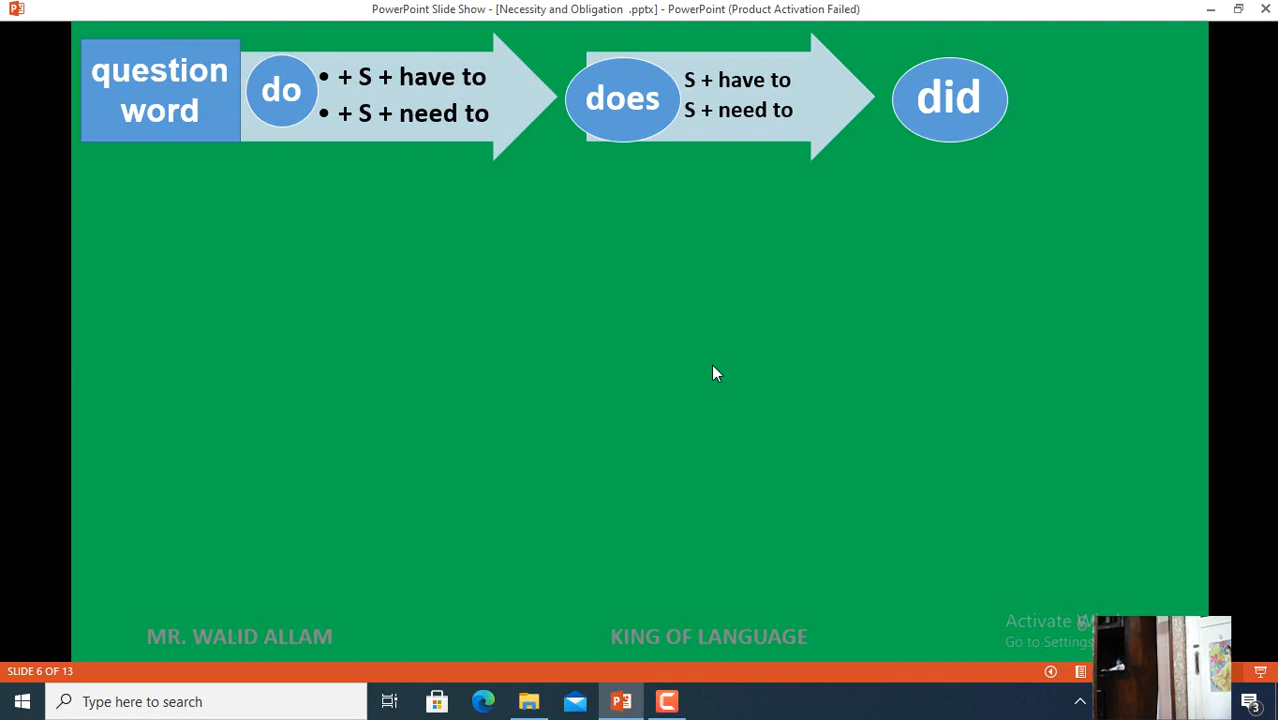 PowerPoint Slide Show - [Necessity and Obligation .pptx] - PowerPoint (Product Activation Failed)
question
word
do
• + S + have to
• + S + need to
does
S + have to
S + need to
did
MR. WALID ALLAM
KING OF LANGUAGE
Activate W
Go to Settings
SLIDE 6 OF 13
Type here to search
3